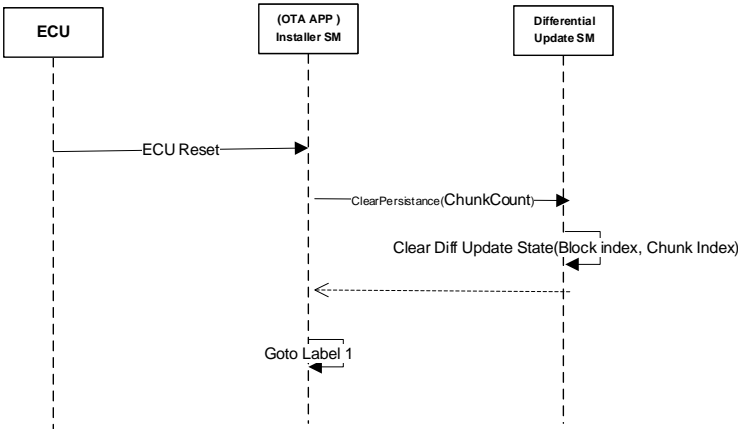 ECU
(OTA APP )
Installer SM
Differential
Update SM
ECU Reset
ClearPersistance(ChunkCount)
Clear Diff Update State(Block index, Chunk Index)
Goto Label 1